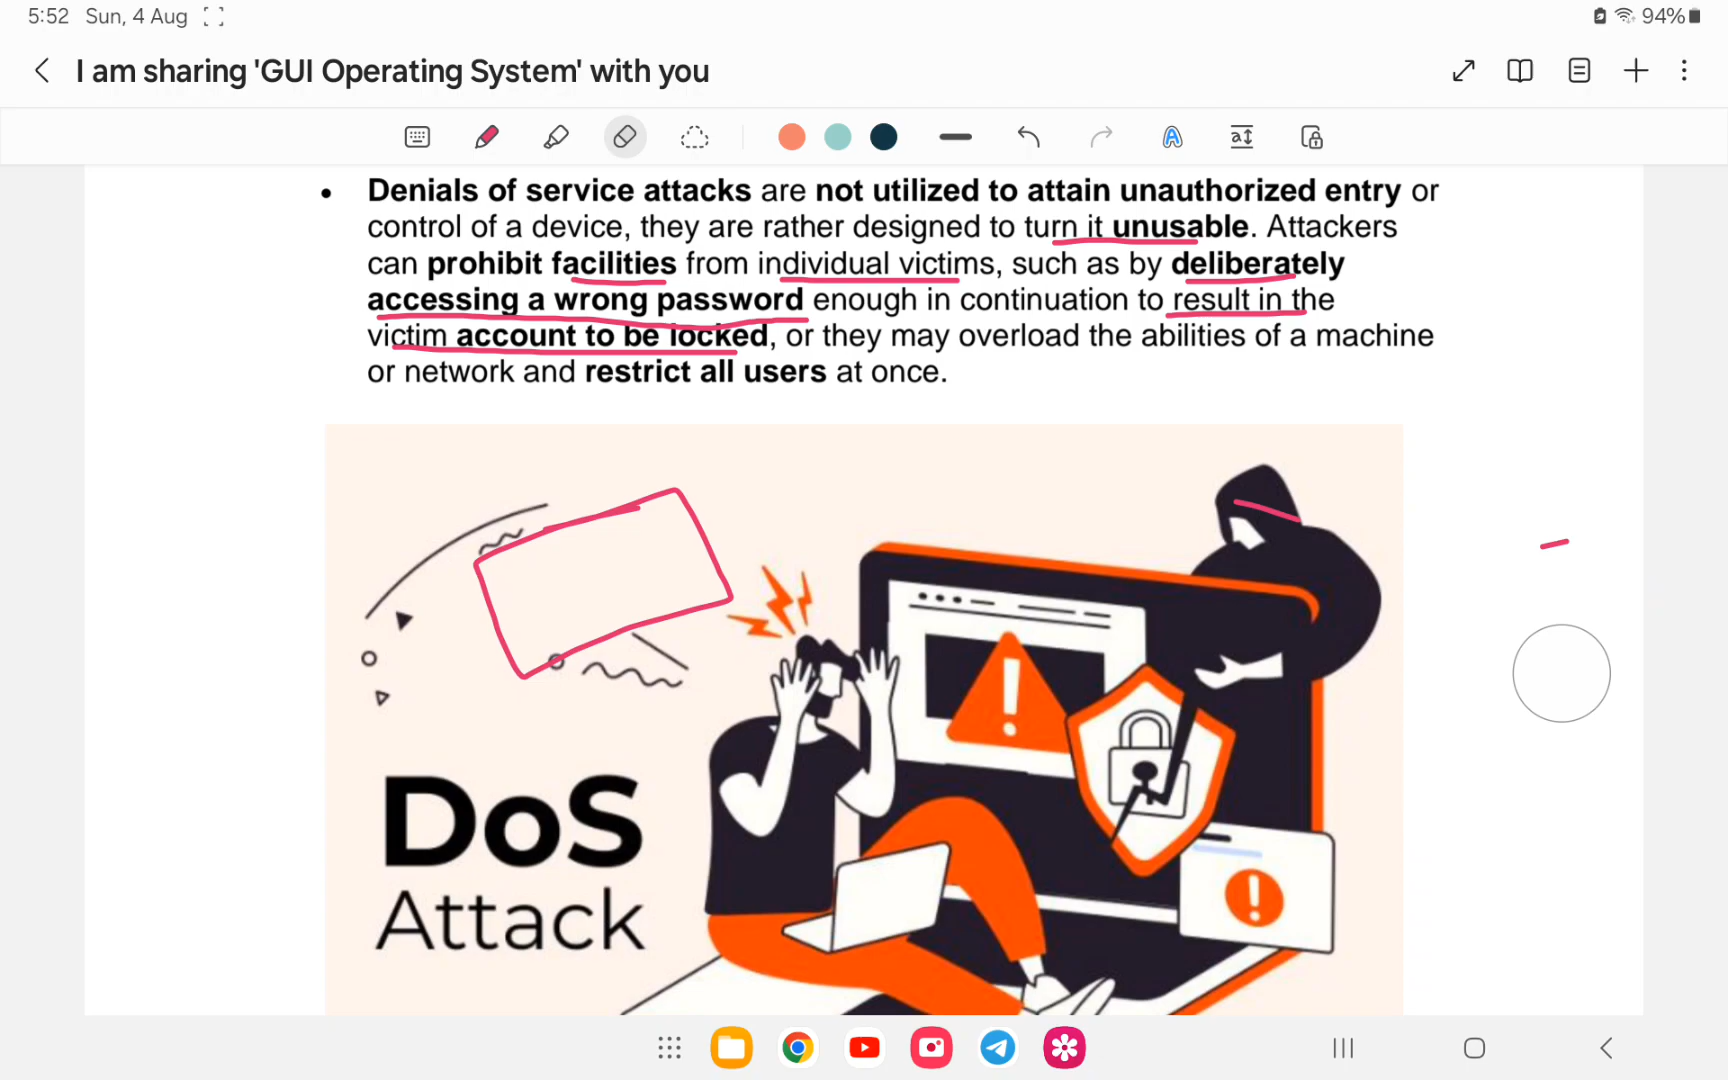 5:52 Sun, 4 Aug 94%
I am sharing 'GUI Operating System' with you
Denials of service attacks are not utilized to attain unauthorized entry or
control of a device, they are rather designed to turn it unusable. Attackers
can prohibit facilities from individual victims, such as by deliberately
accessing a wrong password enough in continuation to result in the
victim account to be locked, or they may overload the abilities of a machine
or network and restrict all users at once.
DoS
Attack